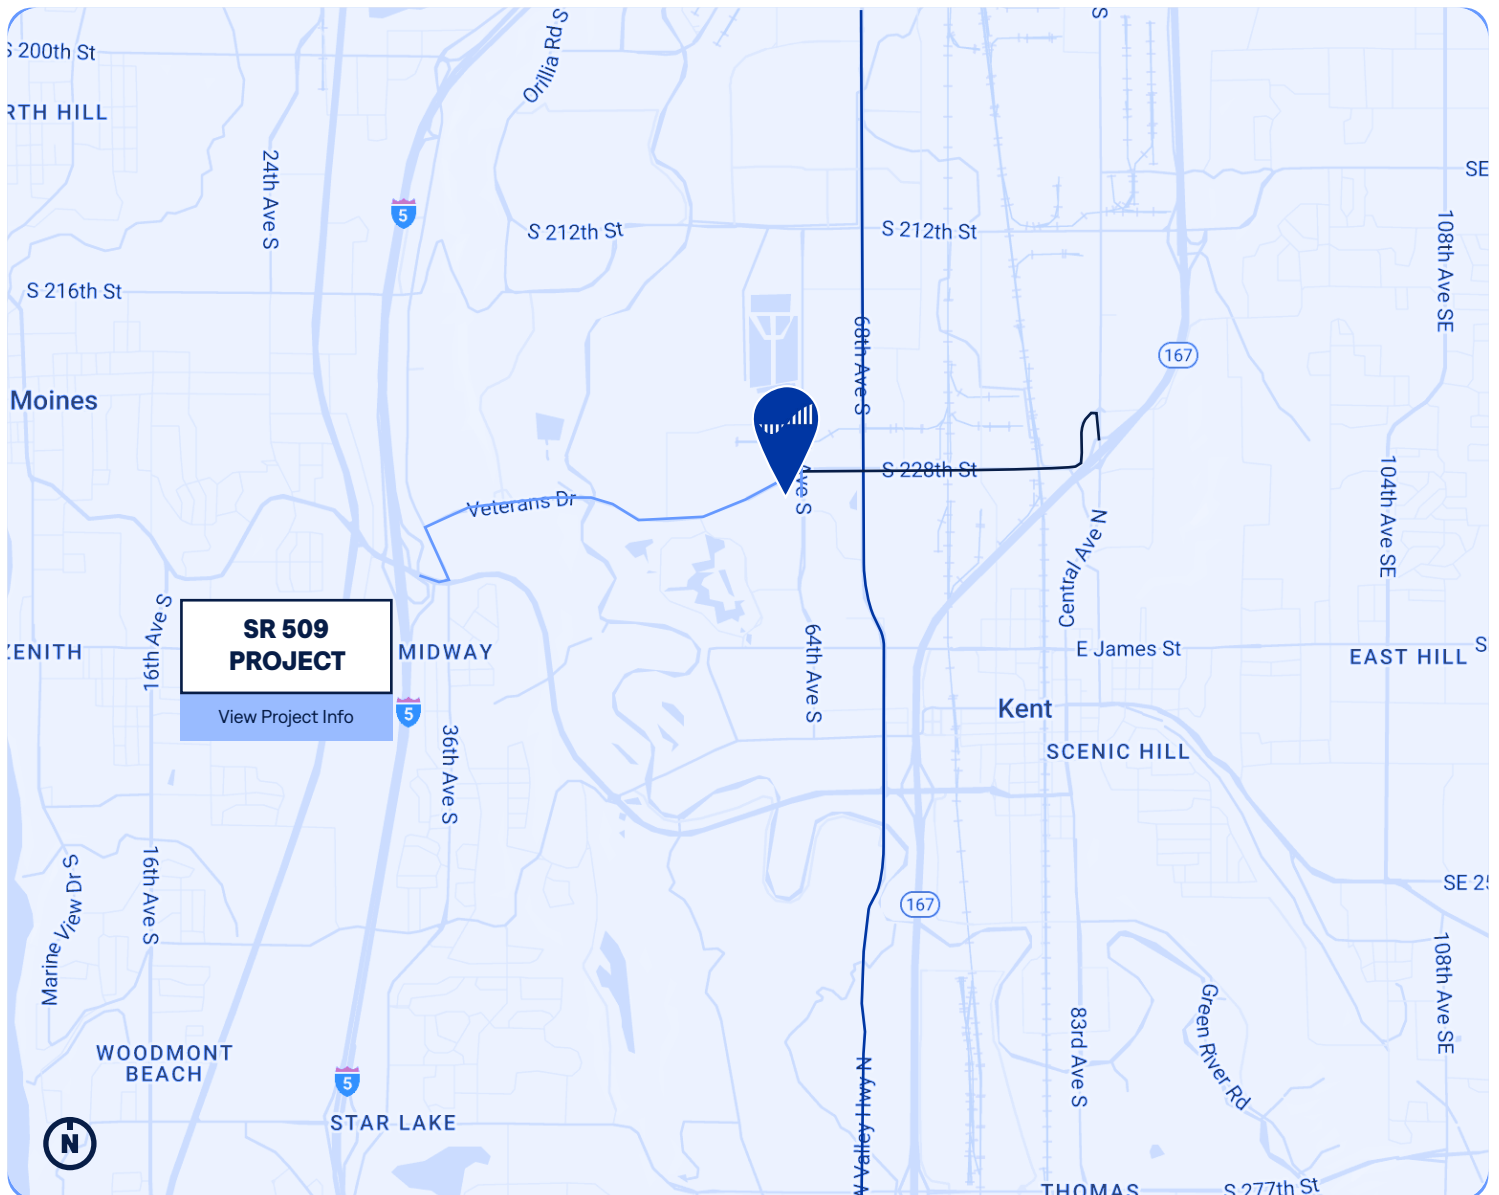 S
Orillia Rd S
S 200th St
RTH HILL
24th Ave S
SE
5
S 212th St
S 212th St
108th Ave SE
S 216th St
68th Ave S
167
Moines
S 228th St
Ave S
Veterans Dr
104th Ave SE
Central Ave N
16th Ave S
SR 509
PROJECT
View Project Info
ZENITH
MIDWAY
64th Ave S
E James St
EAST HILL
S
5
Kent
36th Ave S
SCENIC HILL
Marine View Dr S
16th Ave S
SE 25
167
108th Ave SE
Green River Rd
83rd Ave S
WOODMONT
BEACH
5
W Valley Hwy N
STAR LAKE
N
THOMAS
S 277th St